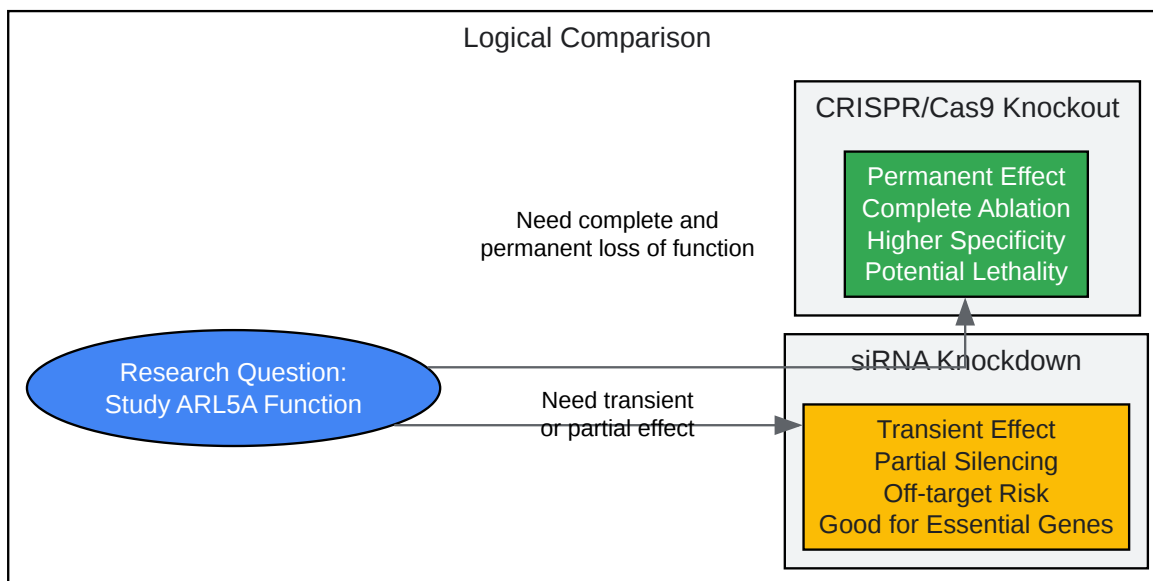 Logical Comparison
CRISPR/Cas9 Knockout
Permanent Effect
Complete Ablation
Higher Specificity
Potential Lethality
Need complete and
permanent loss of function
Research Question:
Study ARL5A Function
Need transient
or partial effect
siRNA Knockdown
Transient Effect
Partial Silencing
Off-target Risk
Good for Essential Genes